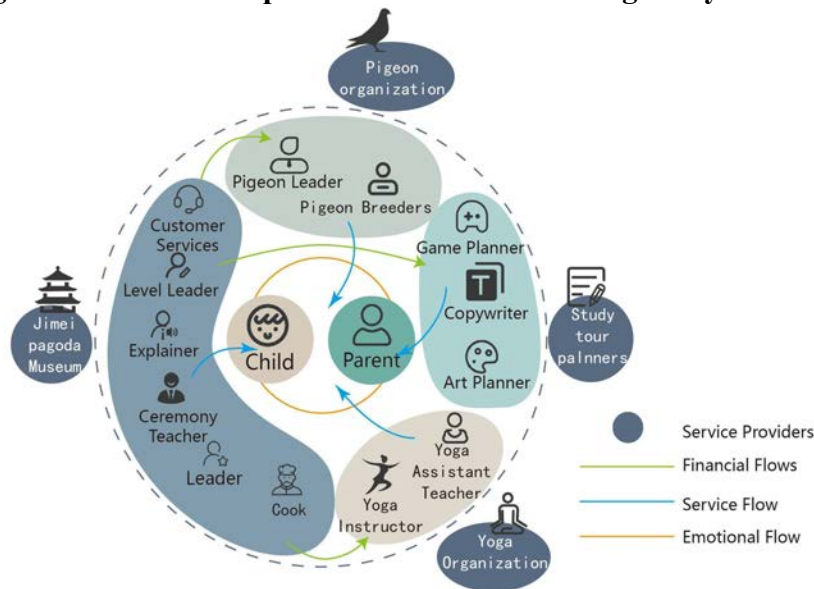 Pigeon
organization
Pigeon Leader
Pigeon Breeders
Customer
Services
Level Leader
Explainer
Ceremony
Teacher
Leader
Cook
Game Planner
T
Copywriter
Art Planner
Child
Parent
Jimei
pagoda
Museum
Study
tour
palnners
Yoga
Assistant
Teacher
Yoga
Instructor
Yoga
Organization
Service Providers
Financial Flows
Service Flow
Emotional Flow